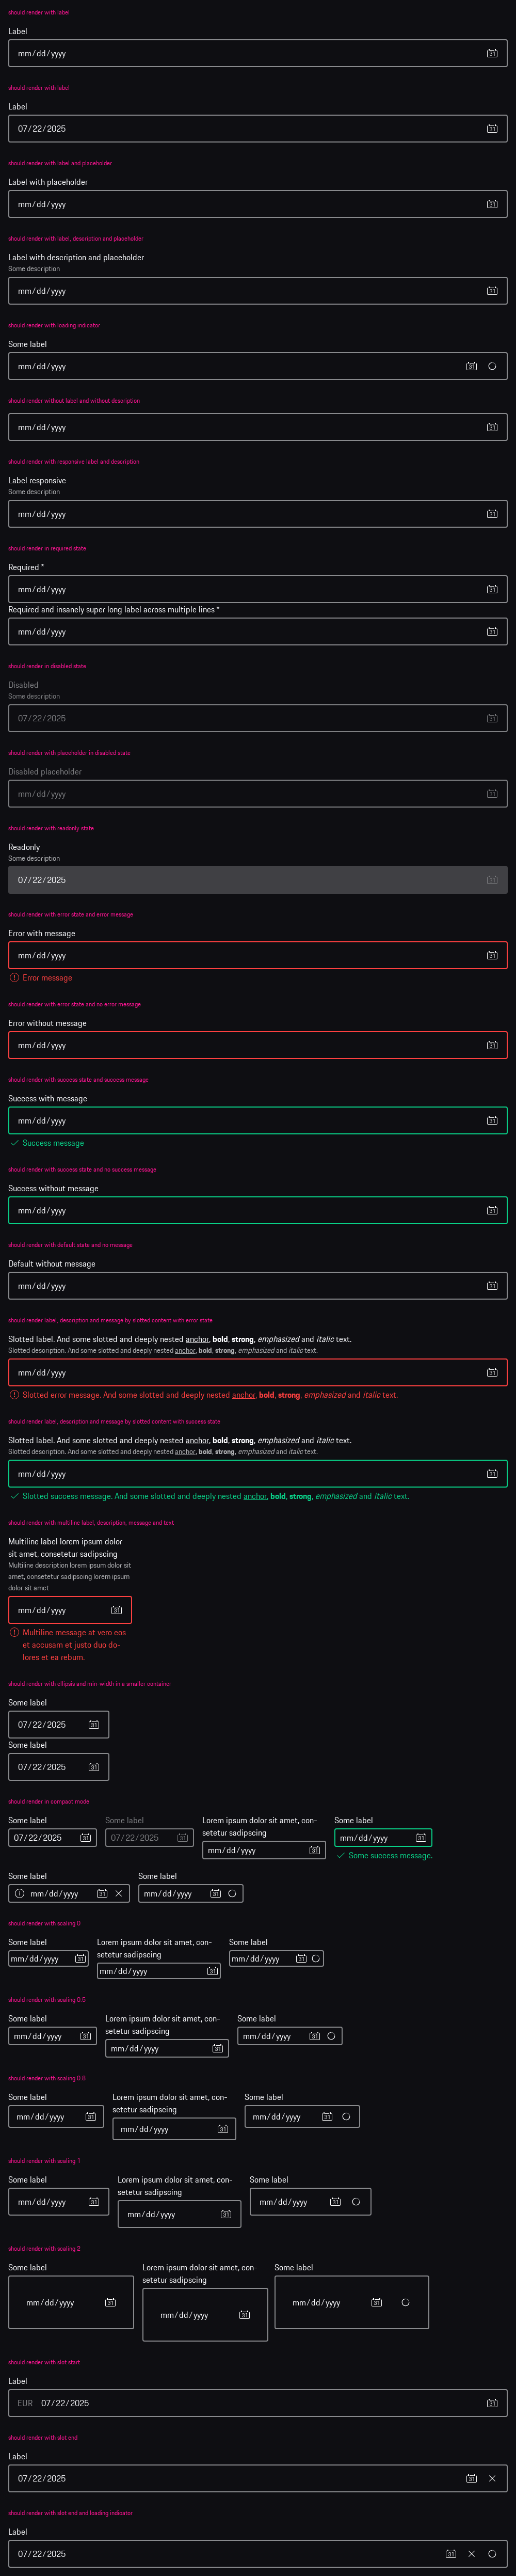 should render with label
Label
mm/dd/yyyy
should render with label
Label
07/22/2025
should render with label and placeholder
Label with placeholder
mm/dd/yyyy
should render with label, description and placeholder
Label with description and placeholder
Some description
mm/dd/yyyy
should render with loading indicator
Some label
mm/dd/yyyy
should render without label and without description
mm/dd/yyyy
should render with responsive label and description
Label responsive
Some description
mm/dd/yyyy
should render in required state
Required *
mm/dd/yyyy
Required and insanely super long label across multiple lines *
mm/dd/yyyy
should render in disabled state
Disabled
Some description
07/22/2025
should render with placeholder in disabled state
Disabled placeholder
mm/dd/yyyy
should render with readonly state
Readonly
Some description
07/22/2025
should render with error state and error message
Error with message
mm/dd/yyyy
Error message
should render with error state and no error message
Error without message
mm/dd/yyyy
should render with success state and success message
Success with message
mm/dd/yyyy
Success message
should render with success state and no success message
Success without message
mm/dd/yyyy
should render with default state and no message
Default without message
mm/dd/yyyy
should render label, description and message by slotted content with error state
Slotted label. And some slotted and deeply nested anchor, bold, strong, emphasized and italic text.
Slotted description. And some slotted and deeply nested anchor, bold, strong, emphasized and italic text.
mm/dd/yyyy
Slotted error message. And some slotted and deeply nested anchor, bold, strong, emphasized and italic text.
should render label, description and message by slotted content with success state
Slotted label. And some slotted and deeply nested anchor, bold, strong, emphasized and italic text.
Slotted description. And some slotted and deeply nested anchor, bold, strong, emphasized and italic text.
mm/dd/yyyy
Slotted success message. And some slotted and deeply nested anchor, bold, strong, emphasized and italic text.
should render with multiline label, description, message and text
Multiline label lorem ipsum dolor
sit amet, consetetur sadipscing
Multiline description lorem ipsum dolor sit
amet, consetetur sadipscing lorem ipsum
dolor sit amet
mm/dd/yyyy
Multiline message at vero eos
et accusam et justo duo do-
lores et ea rebum.
should render with ellipsis and min-width in a smaller container
Some label
07/22/2025
Some label
07/22/2025
should render in compact mode
Some label Some label Lorem ipsum dolor sit amet, con- Some label
setetur sadipscing
07/22/2025 07/22/2025 mm/dd/yyyy mm/dd/yyyy
Some success message.
Some label Some label
mm/dd/yyyy mm/dd/yyyy
should render with scaling 0
Some label Lorem ipsum dolor sit amet, con- Some label
setetur sadipscing
mm/dd/yyyy mm/dd/yyyy mm/dd/yyyy
should render with scaling 0.5
Some label Lorem ipsum dolor sit amet, con- Some label
setetur sadipscing
mm/dd/yyyy mm/dd/yyyy mm/dd/yyyy
should render with scaling 0.8
Some label Lorem ipsum dolor sit amet, con- Some label
setetur sadipscing
mm/dd/yyyy mm/dd/yyyy mm/dd/yyyy
should render with scaling 1
Some label Lorem ipsum dolor sit amet, con- Some label
setetur sadipscing
mm/dd/yyyy mm/dd/yyyy mm/dd/yyyy
should render with scaling 2
Some label Lorem ipsum dolor sit amet, con- Some label
setetur sadipscing
mm/dd/yyyy mm/dd/yyyy mm/dd/yyyy
should render with slot start
Label
EUR 07/22/2025
should render with slot end
Label
07/22/2025
should render with slot end and loading indicator
Label
07/22/2025